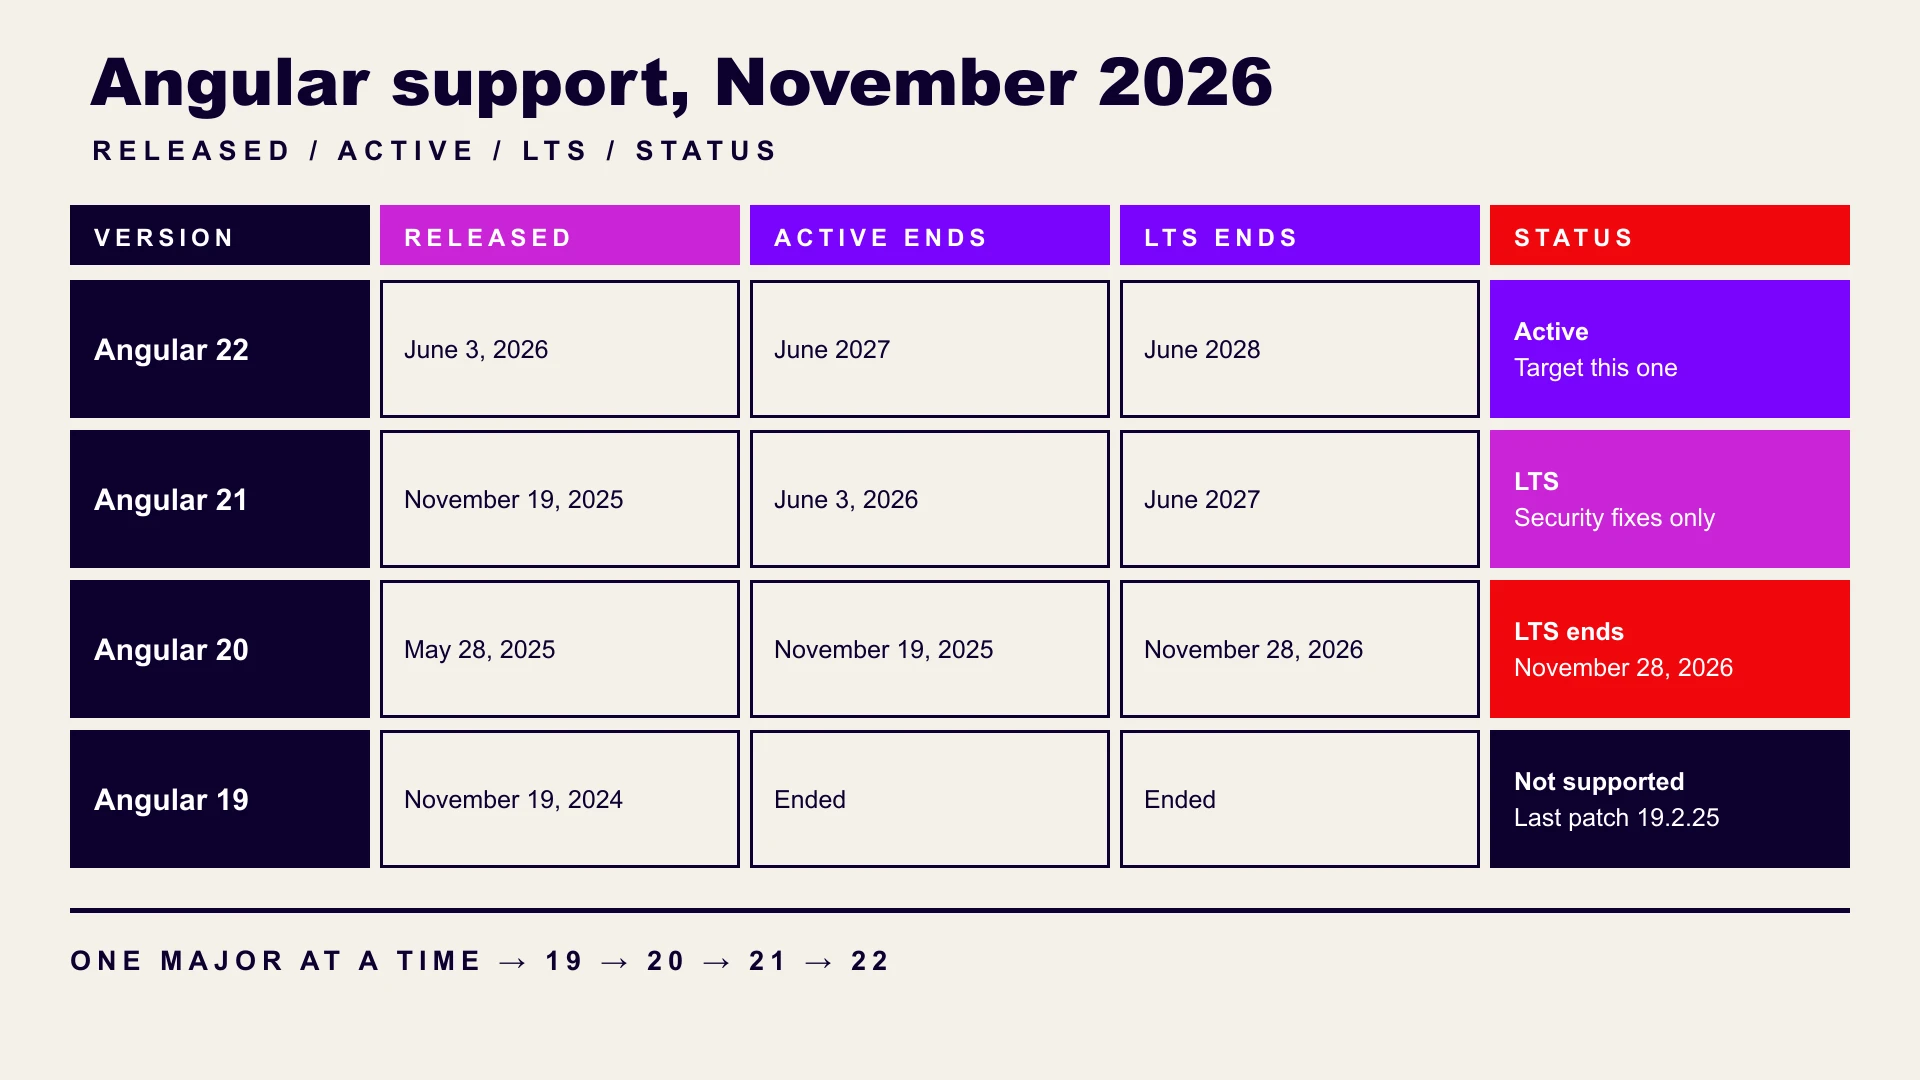 Angular support, November 2026
RELEASED / ACTIVE / LTS / STATUS
VERSION RELEASED ACTIVE ENDS LTS ENDS STATUS
Angular 22 June 3, 2026 June 2027 June 2028 Active
Target this one
Angular 21 November 19, 2025 June 3, 2026 June 2027 LTS
Security fixes only
Angular 20 May 28, 2025 November 19, 2025 November 28, 2026 LTS ends
November 28, 2026
Angular 19 November 19, 2024 Ended Ended Not supported
Last patch 19.2.25
ONE MAJOR AT A TIME → 19 → 20 → 21 → 22